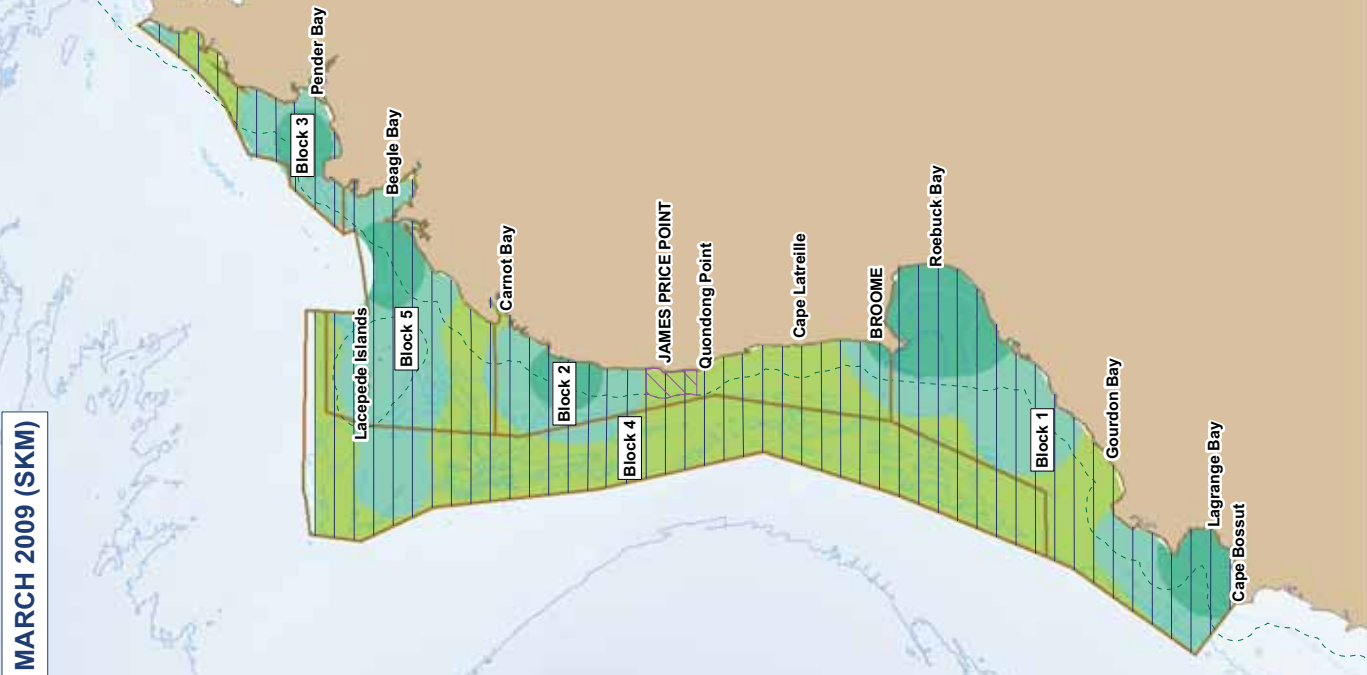 MARCH 2009 (SKM)
Pender Bay
Block 3
Beagle Bay
Carnot Bay
Lacepede Islands
Block 5
Block 2
JAMES PRICE POINT
Quondong Point
Block 4
Cape Latreille
BROOME
Roebuck Bay
Block 1
Gourdon Bay
Lagrange Bay
Cape Bossut